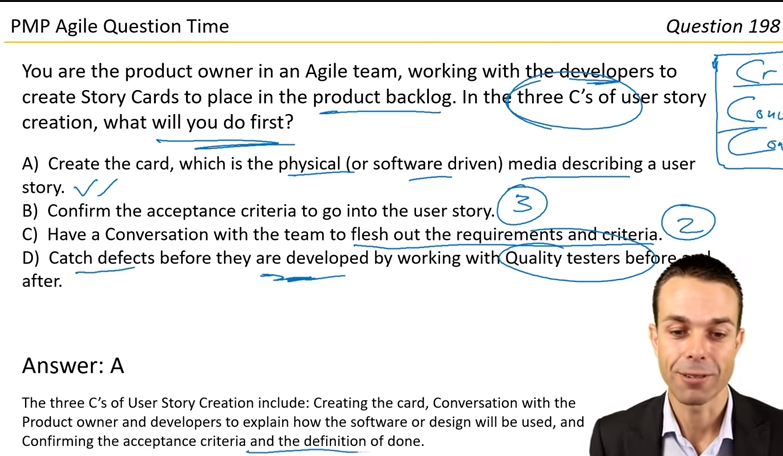 PMP Agile Question Time
Question 198
You are the product owner in an Agile team, working with the developers to
create Story Cards to place in the product backlog. In the three C's of user story
creation, what will you do first?
A) Create the card, which is the physical (or software driven) media describing a user
story.
B) Confirm the acceptance criteria to go into the user story.
3
C) Have a Conversation with the team to flesh out the requirements and criteria.
2
D) Catch defects before they are developed by working with Quality testers before
after.
Answer: A
The three C's of User Story Creation include: Creating the card, Conversation with the
Product owner and developers to explain how the software or design will be used, and
Confirming the acceptance criteria and the definition of done.